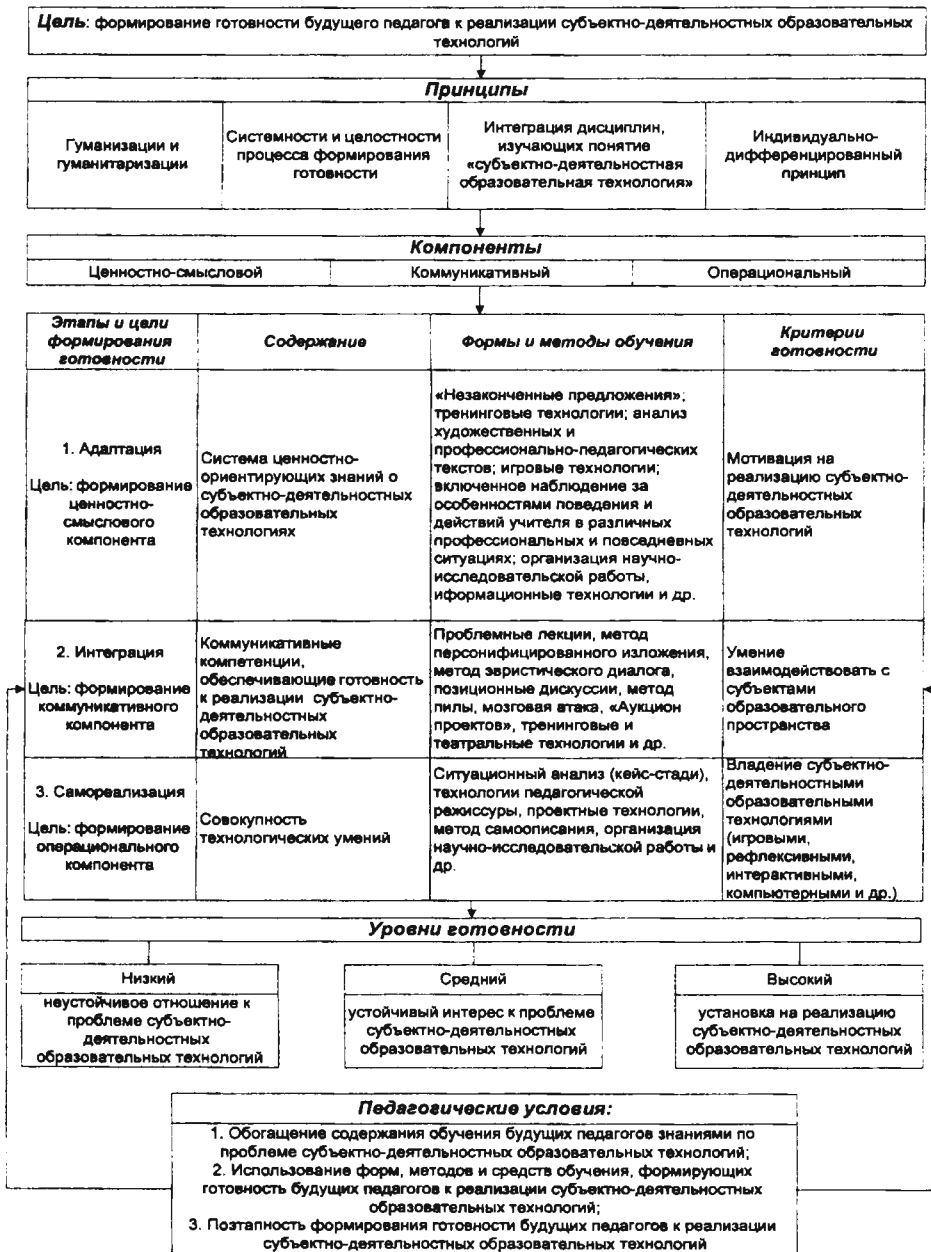 Цель: формирование готовности будущего педагога к реализации субъектно-деятельностных образовательных
технологий
Принципы
Гуманизации и
гуманитаризации
Системности и целостности
процесса формирования
готовности
Интеграция дисциплин,
изучающих понятие
«субъектно-деятельностная
образовательная технология»
Индивидуально-
дифференцированный
принцип
Компоненты
Ценностно-смысловой
Коммуникативный
Операциональный
Этапы и цели
формирования
готовности
Содержание
Формы и методы обучения
Критерии
готовности
1. Адаптация
Цель: формирование
ценностно-
смыслового
компонента
Система ценностно-
ориентирующих знаний о
субъектно-деятельностных
образовательных
технологиях
«Незаконченные предложения»;
тренинговые технологии; анализ
художественных и
профессионально-педагогических
текстов; игровые технологии;
включенное наблюдение за
особенностями поведения и
действий учителя в различных
профессиональных и повседневных
ситуациях; организация научно-
исследовательской работы,
иформационные технологии и др.
Мотивация на
реализацию субъектно-
деятельностных
образовательных
технологий
2. Интеграция
Цель: формирование
коммуникативного
компонента
Коммуникативные
компетенции,
обеспечивающие готовность
к реализации субъектно-
деятельностных
образовательных
технологий
Проблемные лекции, метод
персонифицированного изложения,
метод эвристического диалога,
позиционные дискуссии, метод
пилы, мозговая атака, «Аукцион
проектов», тренинговые и
театральные технологии и др.
Умение
взаимодействовать с
субъектами
образовательного
пространства
3. Самореализация
Цель: формирование
операционального
компонента
Совокупность
технологических умений
Ситуационный анализ (кейс-стади),
технологии педагогической
режиссуры, проектные технологии,
метод самоописания, организация
научно-исследовательской работы и
др.
Владение субъектно-
деятельностными
образовательными
технологиями
(игровыми,
рефлексивными,
интерактивными,
компьютерными и др.)
Уровни готовности
Низкий
неустойчивое отношение к
проблеме субъектно-
деятельностных
образовательных технологий
Средний
устойчивый интерес к проблеме
субъектно-деятельностных
образовательных технологий
Высокий
установка на реализацию
субъектно-деятельностных
образовательных технологий
Педагогические условия:
1. Обогащение содержания обучения будущих педагогов знаниями по
проблеме субъектно-деятельностных образовательных технологий;
2. Использование форм, методов и средств обучения, формирующих
готовность будущих педагогов к реализации субъектно-деятельностных
образовательных технологий;
3. Поэтапность формирования готовности будущих педагогов к реализации
субъектно-деятельностных образовательных технологий